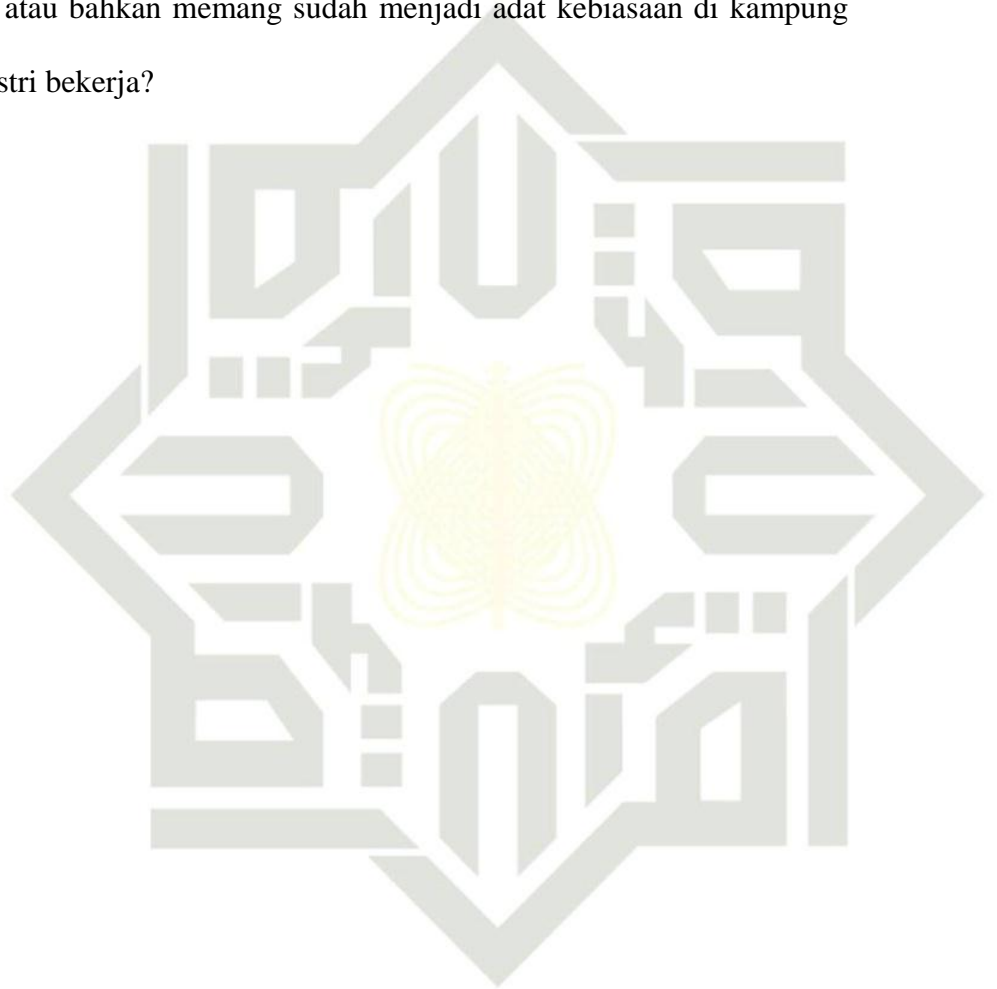 atau bahkan memang sudah menjadi adat kebiasaan di kampung
stri bekerja?